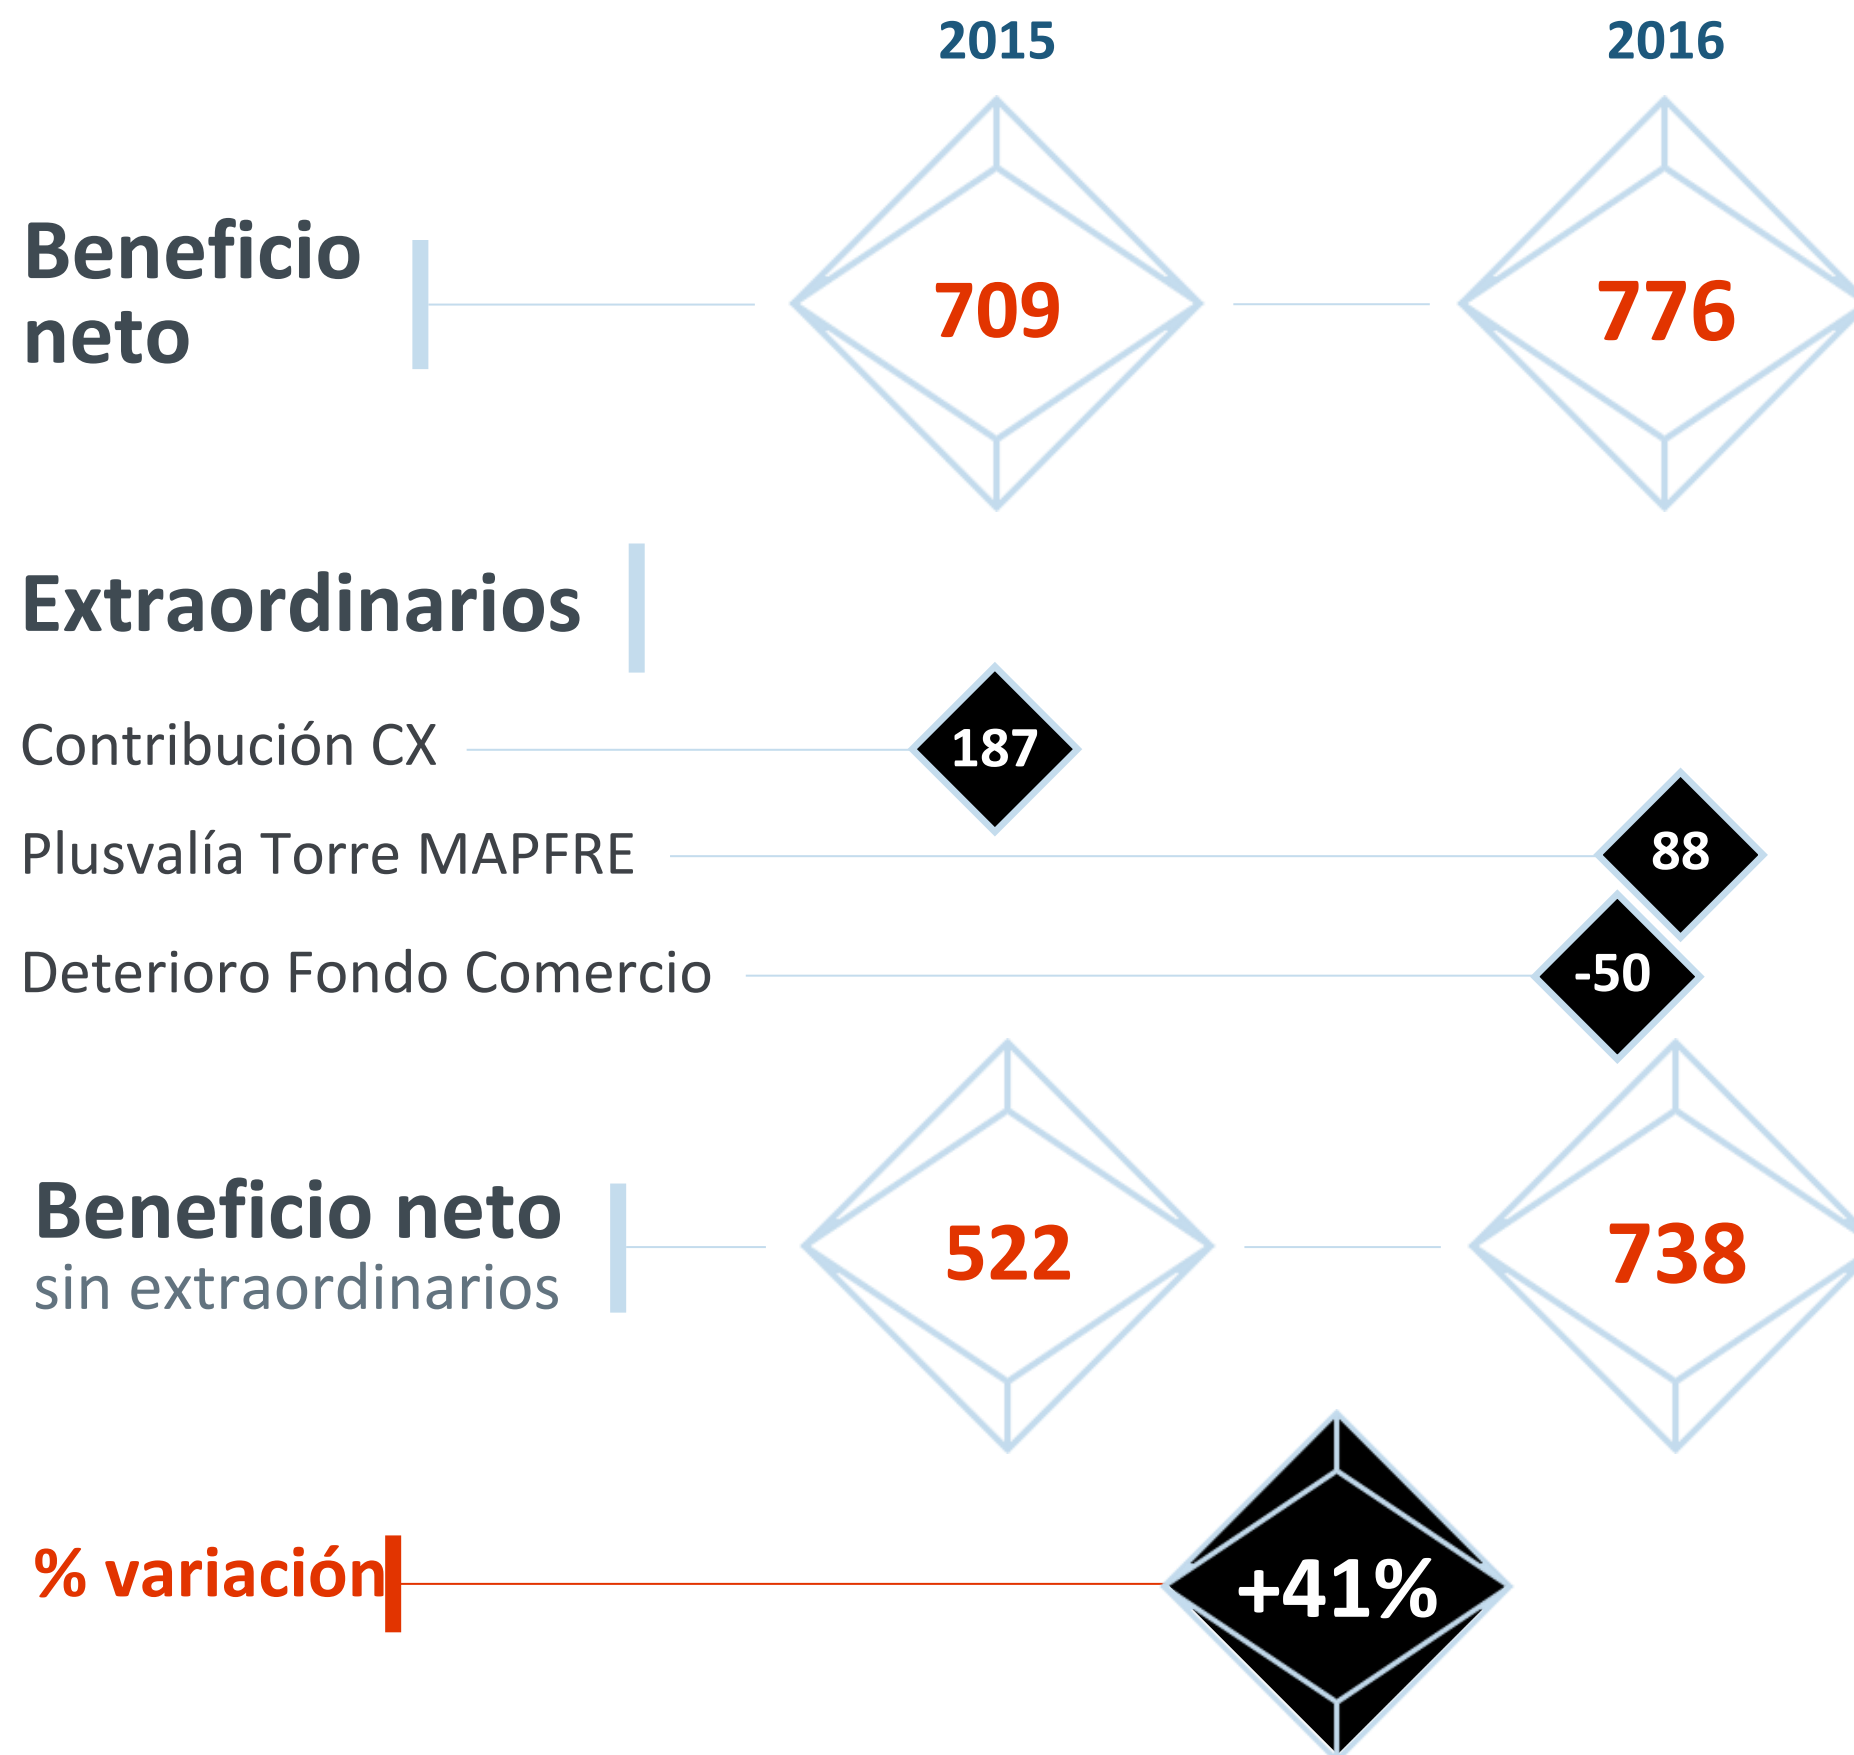 2015 2016
Beneficio
neto
709 776
Extraordinarios
Contribución CX 187
Plusvalía Torre MAPFRE 88
Deterioro Fondo Comercio -50
Beneficio neto
sin extraordinarios
522 738
% variación +41%